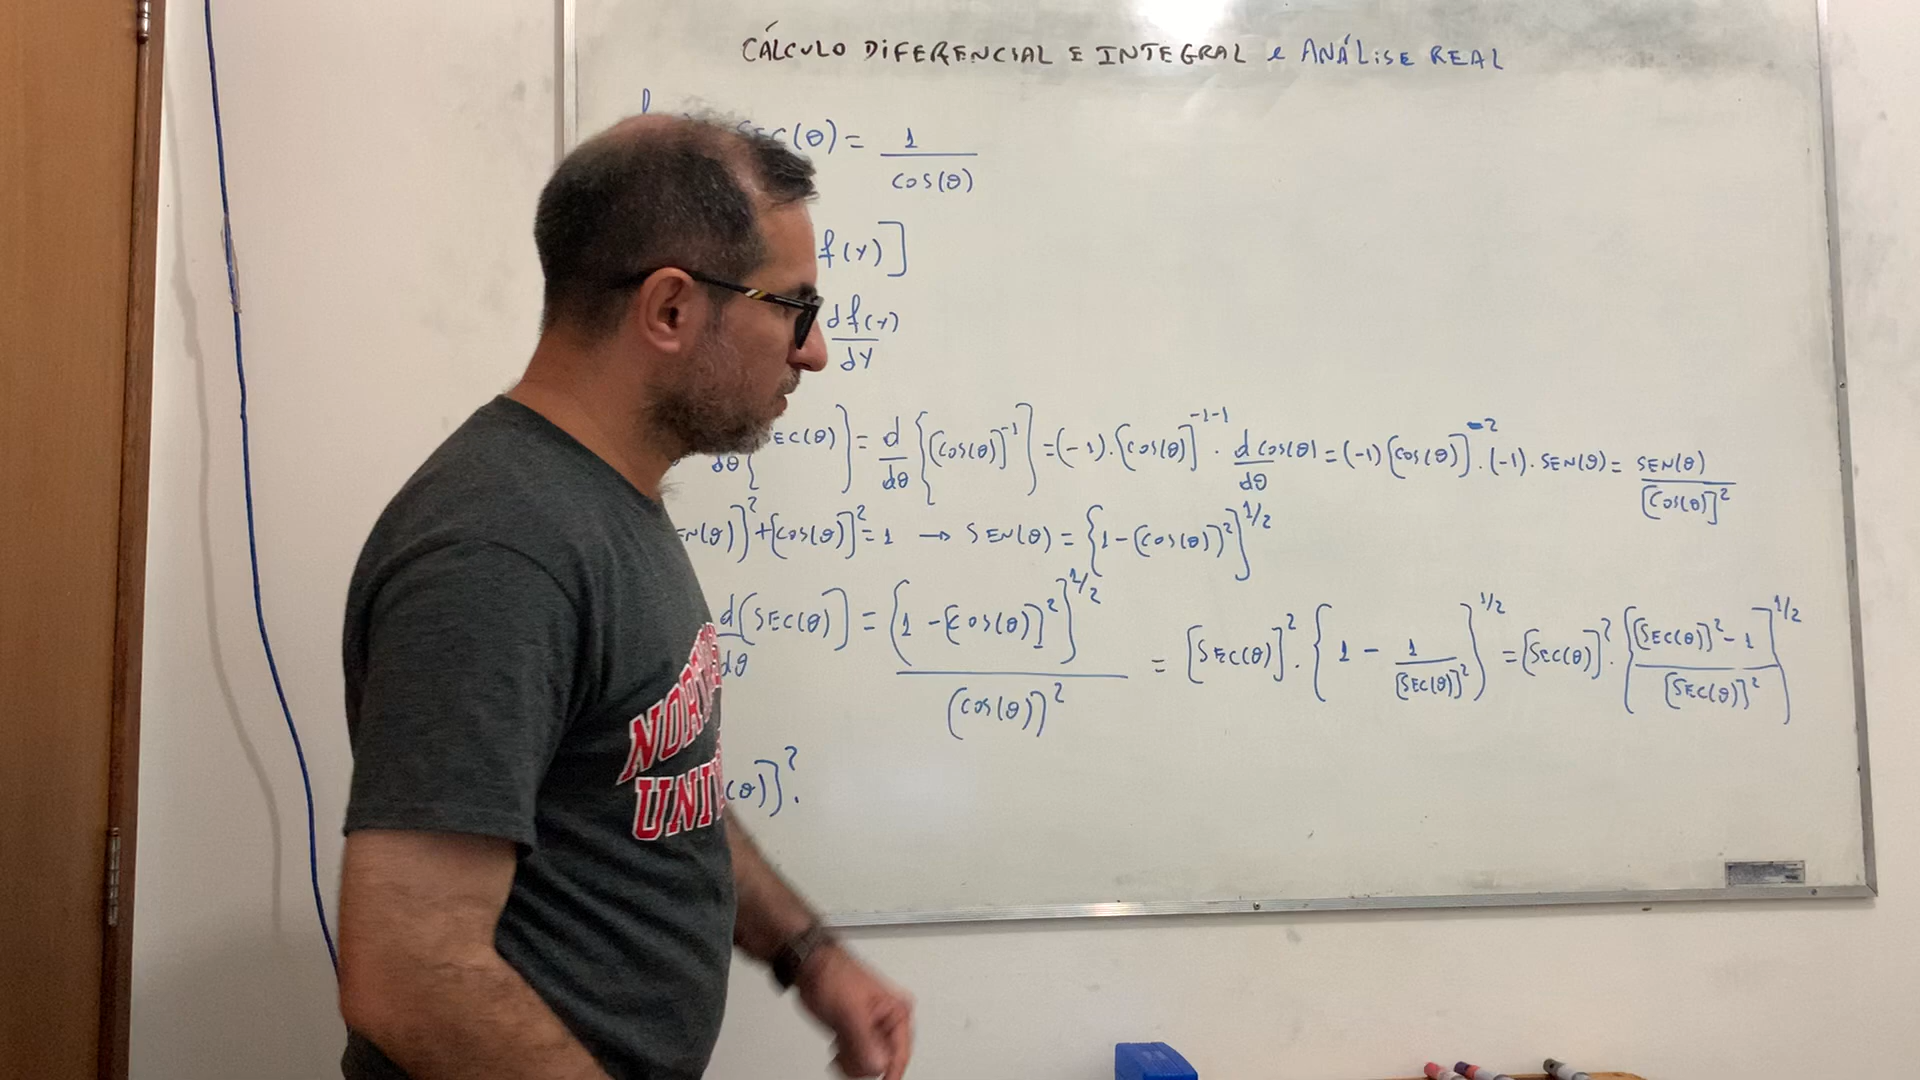 CÁLCULO DIFERENCIAL E INTEGRAL e ANÁLISE REAL
SEC(θ) = 1 / COS(θ)
f(y)]
df(y) / dy
d/dθ { SEC(θ) } = d/dθ { [COS(θ)]^-1 } = (-1).[COS(θ)]^-1-1 . d COS(θ)/dθ = (-1)[COS(θ)]^-2 . (-1). SEN(θ) = SEN(θ) / [COS(θ)]^2
EN(θ)]^2 + [COS(θ)]^2 = 1 → SEN(θ) = {1 - [COS(θ)]^2}^1/2
d/dθ [SEC(θ)] = {1 - [COS(θ)]^2}^1/2 / [COS(θ)]^2 = [SEC(θ)]^2 . {1 - 1/[SEC(θ)]^2}^1/2 = [SEC(θ)]^2 . {[SEC(θ)]^2 - 1 / [SEC(θ)]^2}^1/2
(θ)]^2.
UNI